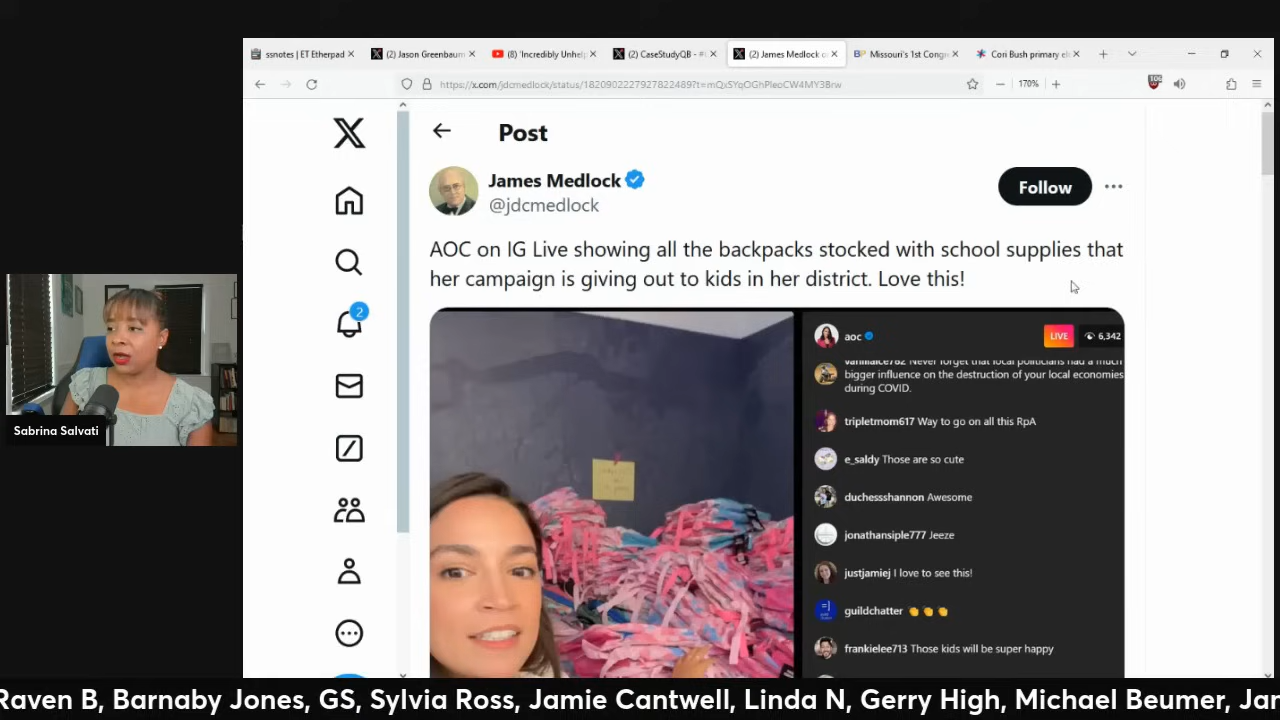 ssnotes | ET Etherpad
(2) Jason Greenbaum
(8) 'Incredibly Unhelp
(2) CaseStudyQB - #
(2) James Medlock o
Missouri's 1st Cong
Cori Bush primary el
170%
Post
James Medlock
@jdcmedlock
Follow
AOC on IG Live showing all the backpacks stocked with school supplies that
her campaign is giving out to kids in her district. Love this!
aoc
LIVE
6,342
vanillaice782 Never forget that local politicians had a much
bigger influence on the destruction of your local economies
during COVID.
tripletmom617 Way to go on all this RpA
e_saldy Those are so cute
duchessshannon Awesome
jonathansiple777 Jeeze
justjamiej I love to see this!
guildchatter 👏 👏 👏
frankielee713 Those kids will be super happy
2
Sabrina Salvati
Raven B, Barnaby Jones, GS, Sylvia Ross, Jamie Cantwell, Linda N, Gerry High, Michael Beumer, Jar